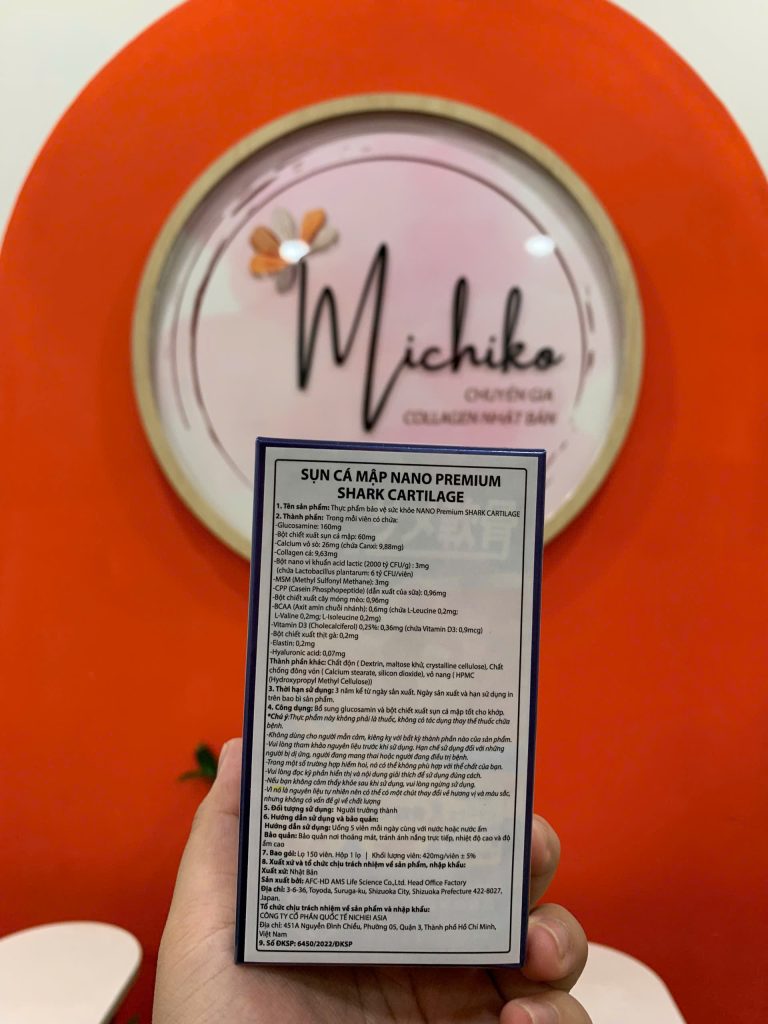 Michiko
CHUYÊN GIA
COLLAGEN NHẬT BẢN
SỤN CÁ MẬP NANO PREMIUM
SHARK CARTILAGE
1. Tên sản phẩm: Thực phẩm bảo vệ sức khỏe NANO Premium SHARK CARTILAGE
2. Thành phần: Trong mỗi viên có chứa:
-Glucosamine: 160mg
-Bột chiết xuất sụn cá mập: 60mg
-Calcium vỏ sò: 26mg (chứa Canxi: 9,88mg)
-Collagen cá: 9,63mg
-Bột nano vi khuẩn acid lactic (2000 tỷ CFU/g) : 3mg
(chứa Lactobacillus plantarum: 6 tỷ CFU/viên)
-MSM (Methyl Sulfonyl Methane): 3mg
-CPP (Casein Phosphopeptide) (dẫn xuất của sữa): 0,96mg
-Bột chiết xuất cây móng mèo: 0,96mg
-BCAA (Axit amin chuỗi nhánh): 0,6mg (chứa L-Leucine 0,2mg;
L-Valine 0,2mg; L-Isoleucine 0,2mg)
-Vitamin D3 (Cholecalciferol) 0,25%: 0,36mg (chứa Vitamin D3: 0,9mcg)
-Bột chiết xuất thịt gà: 0,2mg
-Elastin: 0,2mg
-Hyaluronic acid: 0,07mg
Thành phần khác: Chất độn ( Dextrin, maltose khử, crystalline cellulose), Chất
chống đông vón ( Calcium stearate, silicon dioxide), vỏ nang ( HPMC
(Hydroxypropyl Methyl Cellulose))
3. Thời hạn sử dụng: 3 năm kể từ ngày sản xuất. Ngày sản xuất và hạn sử dụng in
trên bao bì sản phẩm.
4. Công dụng: Bổ sung glucosamin và bột chiết xuất sụn cá mập tốt cho khớp.
*Chú ý:Thực phẩm này không phải là thuốc, không có tác dụng thay thế thuốc chữa
bệnh.
-Không dùng cho người mẫn cảm, kiêng kỵ với bất kỳ thành phần nào của sản phẩm.
-Vui lòng tham khảo nguyên liệu trước khi sử dụng. Hạn chế sử dụng đối với những
người bị dị ứng, người đang mang thai hoặc người đang điều trị bệnh.
-Trong một số trường hợp hiếm hoi, nó có thể không phù hợp với thể chất của bạn.
-Vui lòng đọc kỹ phần hiển thị và nội dung giải thích để sử dụng đúng cách.
-Nếu bạn không cảm thấy khỏe sau khi sử dụng, vui lòng ngừng sử dụng.
-Vì nó là nguyên liệu tự nhiên nên có thể có một chút thay đổi về hương vị và màu sắc,
nhưng không có vấn đề gì về chất lượng
5. Đối tượng sử dụng: Người trưởng thành
6. Hướng dẫn sử dụng và bảo quản:
Hướng dẫn sử dụng: Uống 5 viên mỗi ngày cùng với nước hoặc nước ấm
Bảo quản: Bảo quản nơi thoáng mát, tránh ánh nắng trực tiếp, nhiệt độ cao và độ
ẩm cao
7. Bao gói: Lọ 150 viên. Hộp 1 lọ | Khối lượng viên: 420mg/viên ± 5%
8. Xuất xứ và tổ chức chịu trách nhiệm về sản phẩm, nhập khẩu:
Xuất xứ: Nhật Bản
Sản xuất bởi: AFC-HD AMS Life Science Co.,Ltd. Head Office Factory
Địa chỉ: 3-6-36, Toyoda, Suruga-ku, Shizuoka City, Shizuoka Prefecture 422-8027,
Japan.
Tổ chức chịu trách nhiệm về sản phẩm và nhập khẩu:
CÔNG TY CỔ PHẦN QUỐC TẾ NICHIEI ASIA
Địa chỉ: 451A Nguyễn Đình Chiểu, Phường 05, Quận 3, Thành phố Hồ Chí Minh,
Việt Nam
9. Số ĐKSP: 6450/2022/ĐKSP